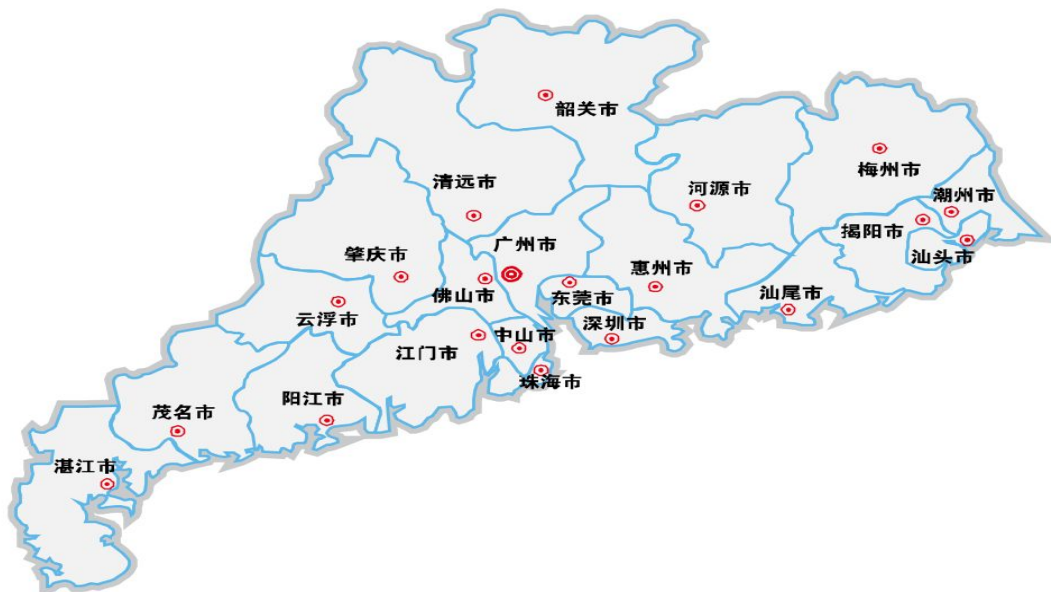 韶关市
梅州市
清远市
河源市
潮州市
揭阳市
广州市
肇庆市
汕头市
惠州市
佛山市
东莞市
汕尾市
云浮市
深圳市
中山市
江门市
珠海市
阳江市
茂名市
湛江市